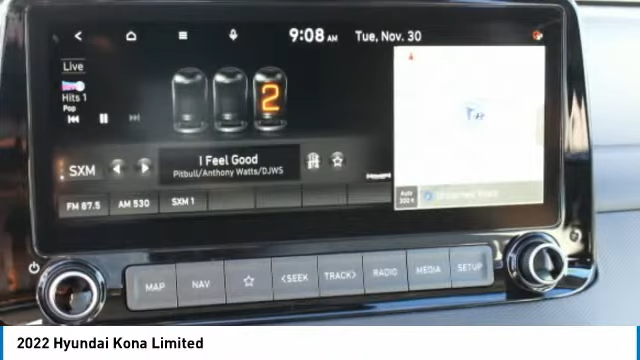 9:08 AM Tue, Nov. 30
Live
Hits 1
Pop
2
SXM
I Feel Good
Pitbull/Anthony Watts/DJWS
FM 87.5 AM 530 SXM 1
Auto
MAP NAV <SEEK TRACK> RADIO MEDIA SETUP
2022 Hyundai Kona Limited